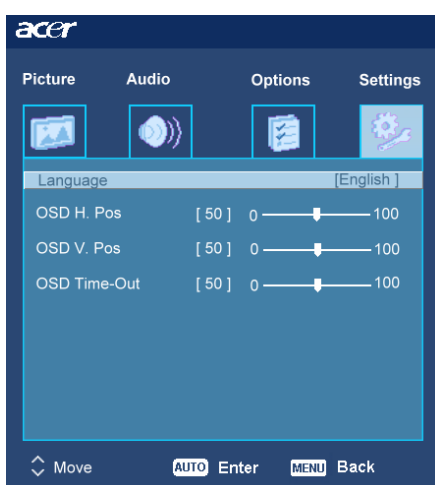 acer
Picture Audio Options Settings
Language [English ]
OSD H. Pos [ 50 ] 0 100
OSD V. Pos [ 50 ] 0 100
OSD Time-Out [ 50 ] 0 100
Move AUTO Enter MENU Back